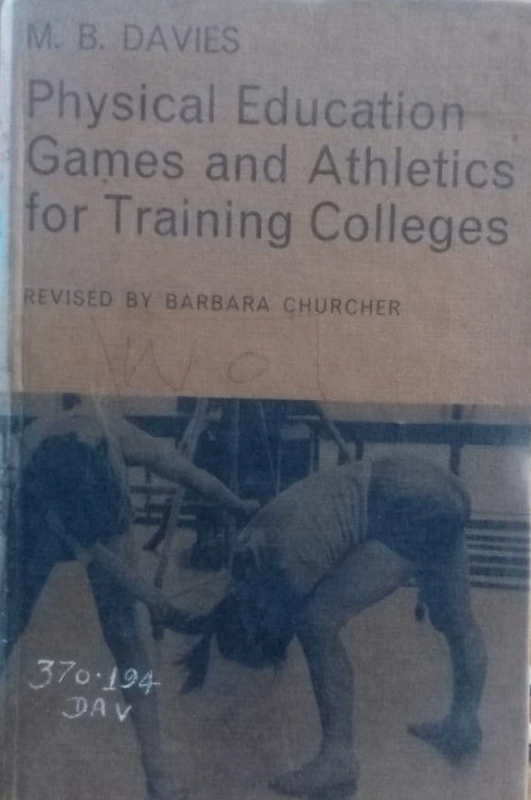 M. B. DAVIES
Physical Education
Games and Athletics
for Training Colleges
REVISED BY BARBARA CHURCHER
370.194
DAV